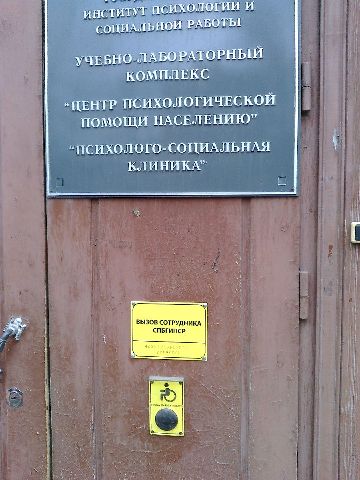 ИНСТИТУТ ПСИХОЛОГИИ И
СОЦИАЛЬНОЙ РАБОТЫ
УЧЕБНО-ЛАБОРАТОРНЫЙ
КОМПЛЕКС
"ЦЕНТР ПСИХОЛОГИЧЕСКОЙ
ПОМОЩИ НАСЕЛЕНИЮ"
"ПСИХОЛОГО-СОЦИАЛЬНАЯ
КЛИНИКА"
ВЫЗОВ СОТРУДНИКА
СПБГИПСР